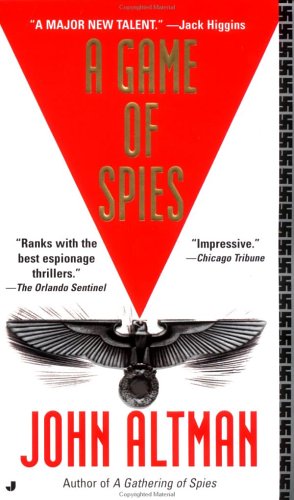 "A MAJOR NEW TALENT." —Jack Higgins
A GAME
OF
SPIES
"Ranks with the
best espionage
thrillers."
—The Orlando Sentinel
"Impressive."
—Chicago Tribune
JOHN ALTMAN
J
Author of A Gathering of Spies